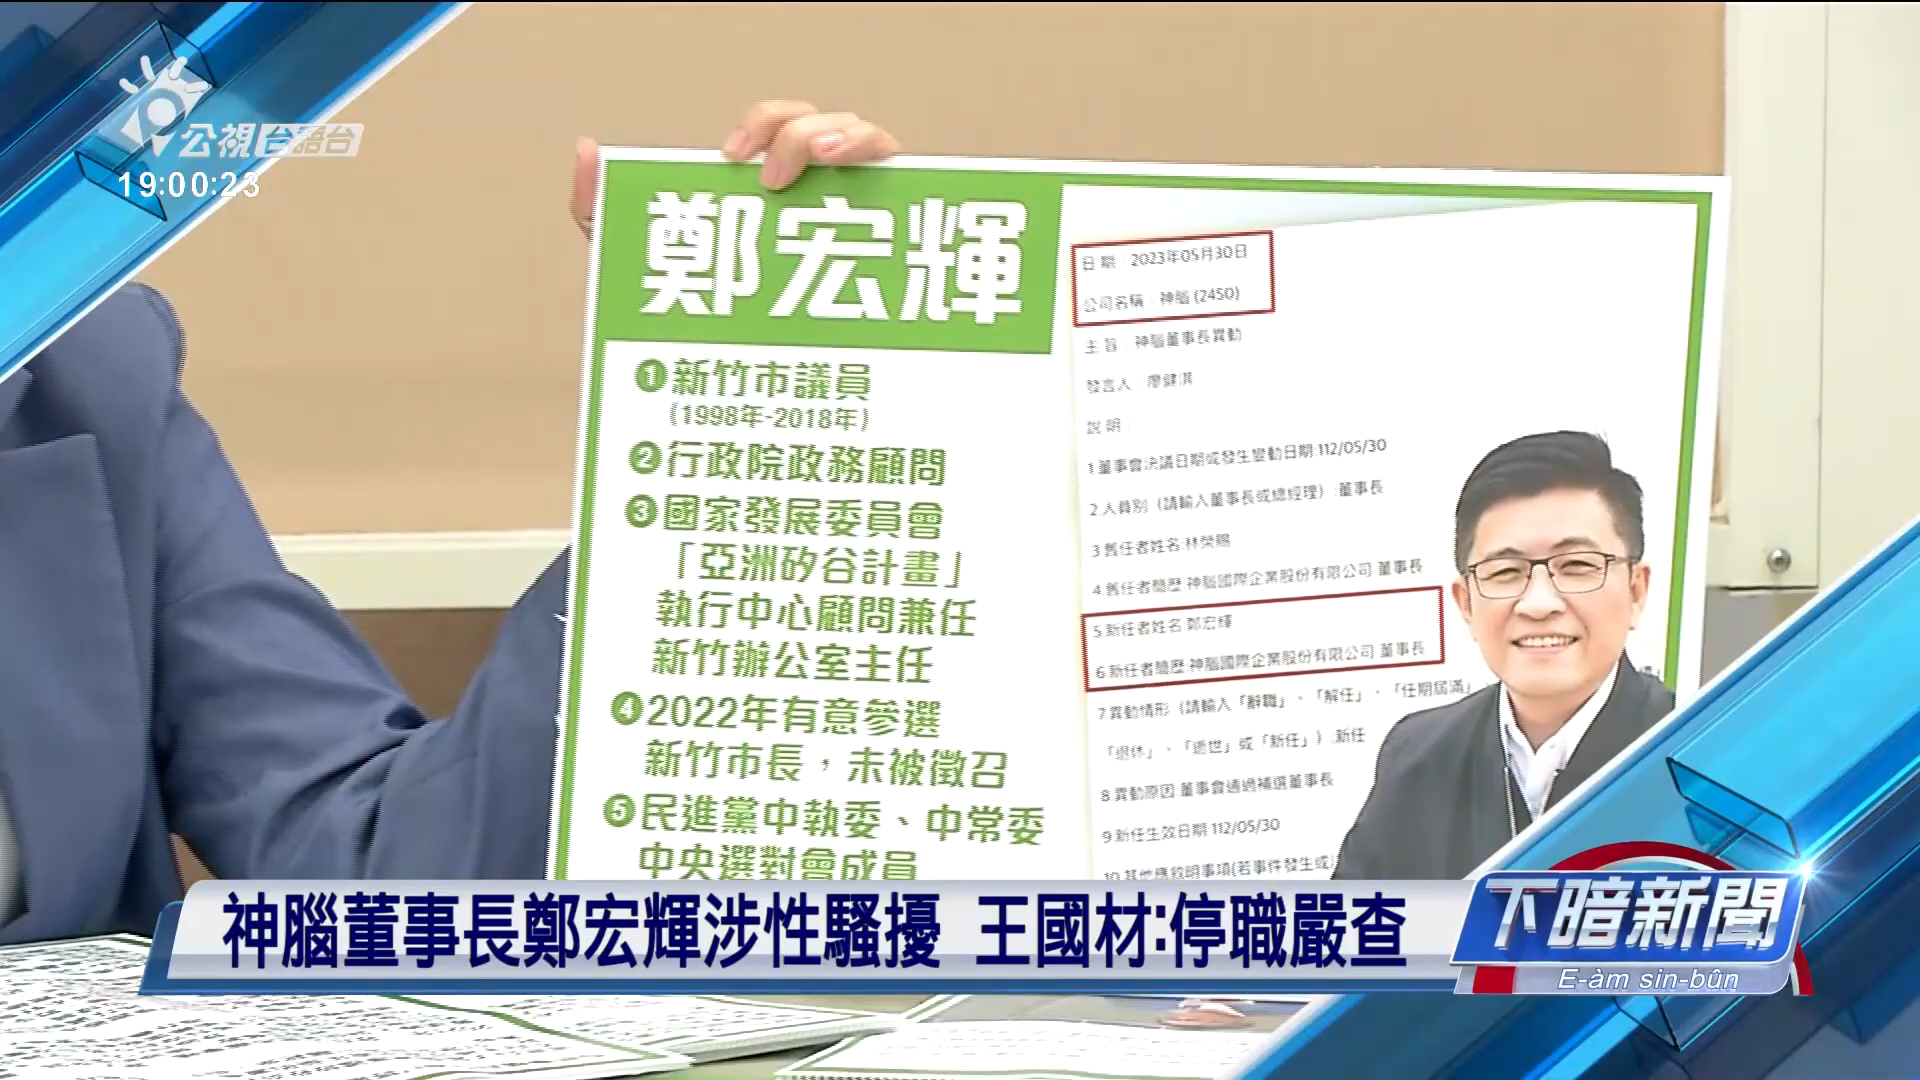 公視台語台
19:00:23
鄭宏輝
❶新竹市議員
(1998年-2018年)
❷行政院政務顧問
❸國家發展委員會
「亞洲矽谷計畫」
執行中心顧問兼任
新竹辦公室主任
❹2022年有意參選
新竹市長，未被徵召
❺民進黨中執委、中常委
中央選對會成員
日 期：2023年05月30日
公司名稱：神腦 (2450)
主 旨：神腦董事長異動
發言人：廖健淇
說 明：
1 董事會決議日期或發生變動日期 112/05/30
2 人員別（請輸入董事長或總經理）:董事長
3 舊任者姓名:林榮賜
4 舊任者簡歷:神腦國際企業股份有限公司 董事長
5 新任者姓名:鄭宏輝
6 新任者簡歷:神腦國際企業股份有限公司 董事長
7 異動情形（請輸入「辭職」、「解任」、「任期屆滿」
「退休」、「逝世」或「新任」）:新任
8 異動原因:董事會通過補選董事長
9 新任生效日期 112/05/30
10 其他應敘明事項(若事件發生或
神腦董事長鄭宏輝涉性騷擾 王國材:停職嚴查
下暗新聞
E-àm sin-bûn